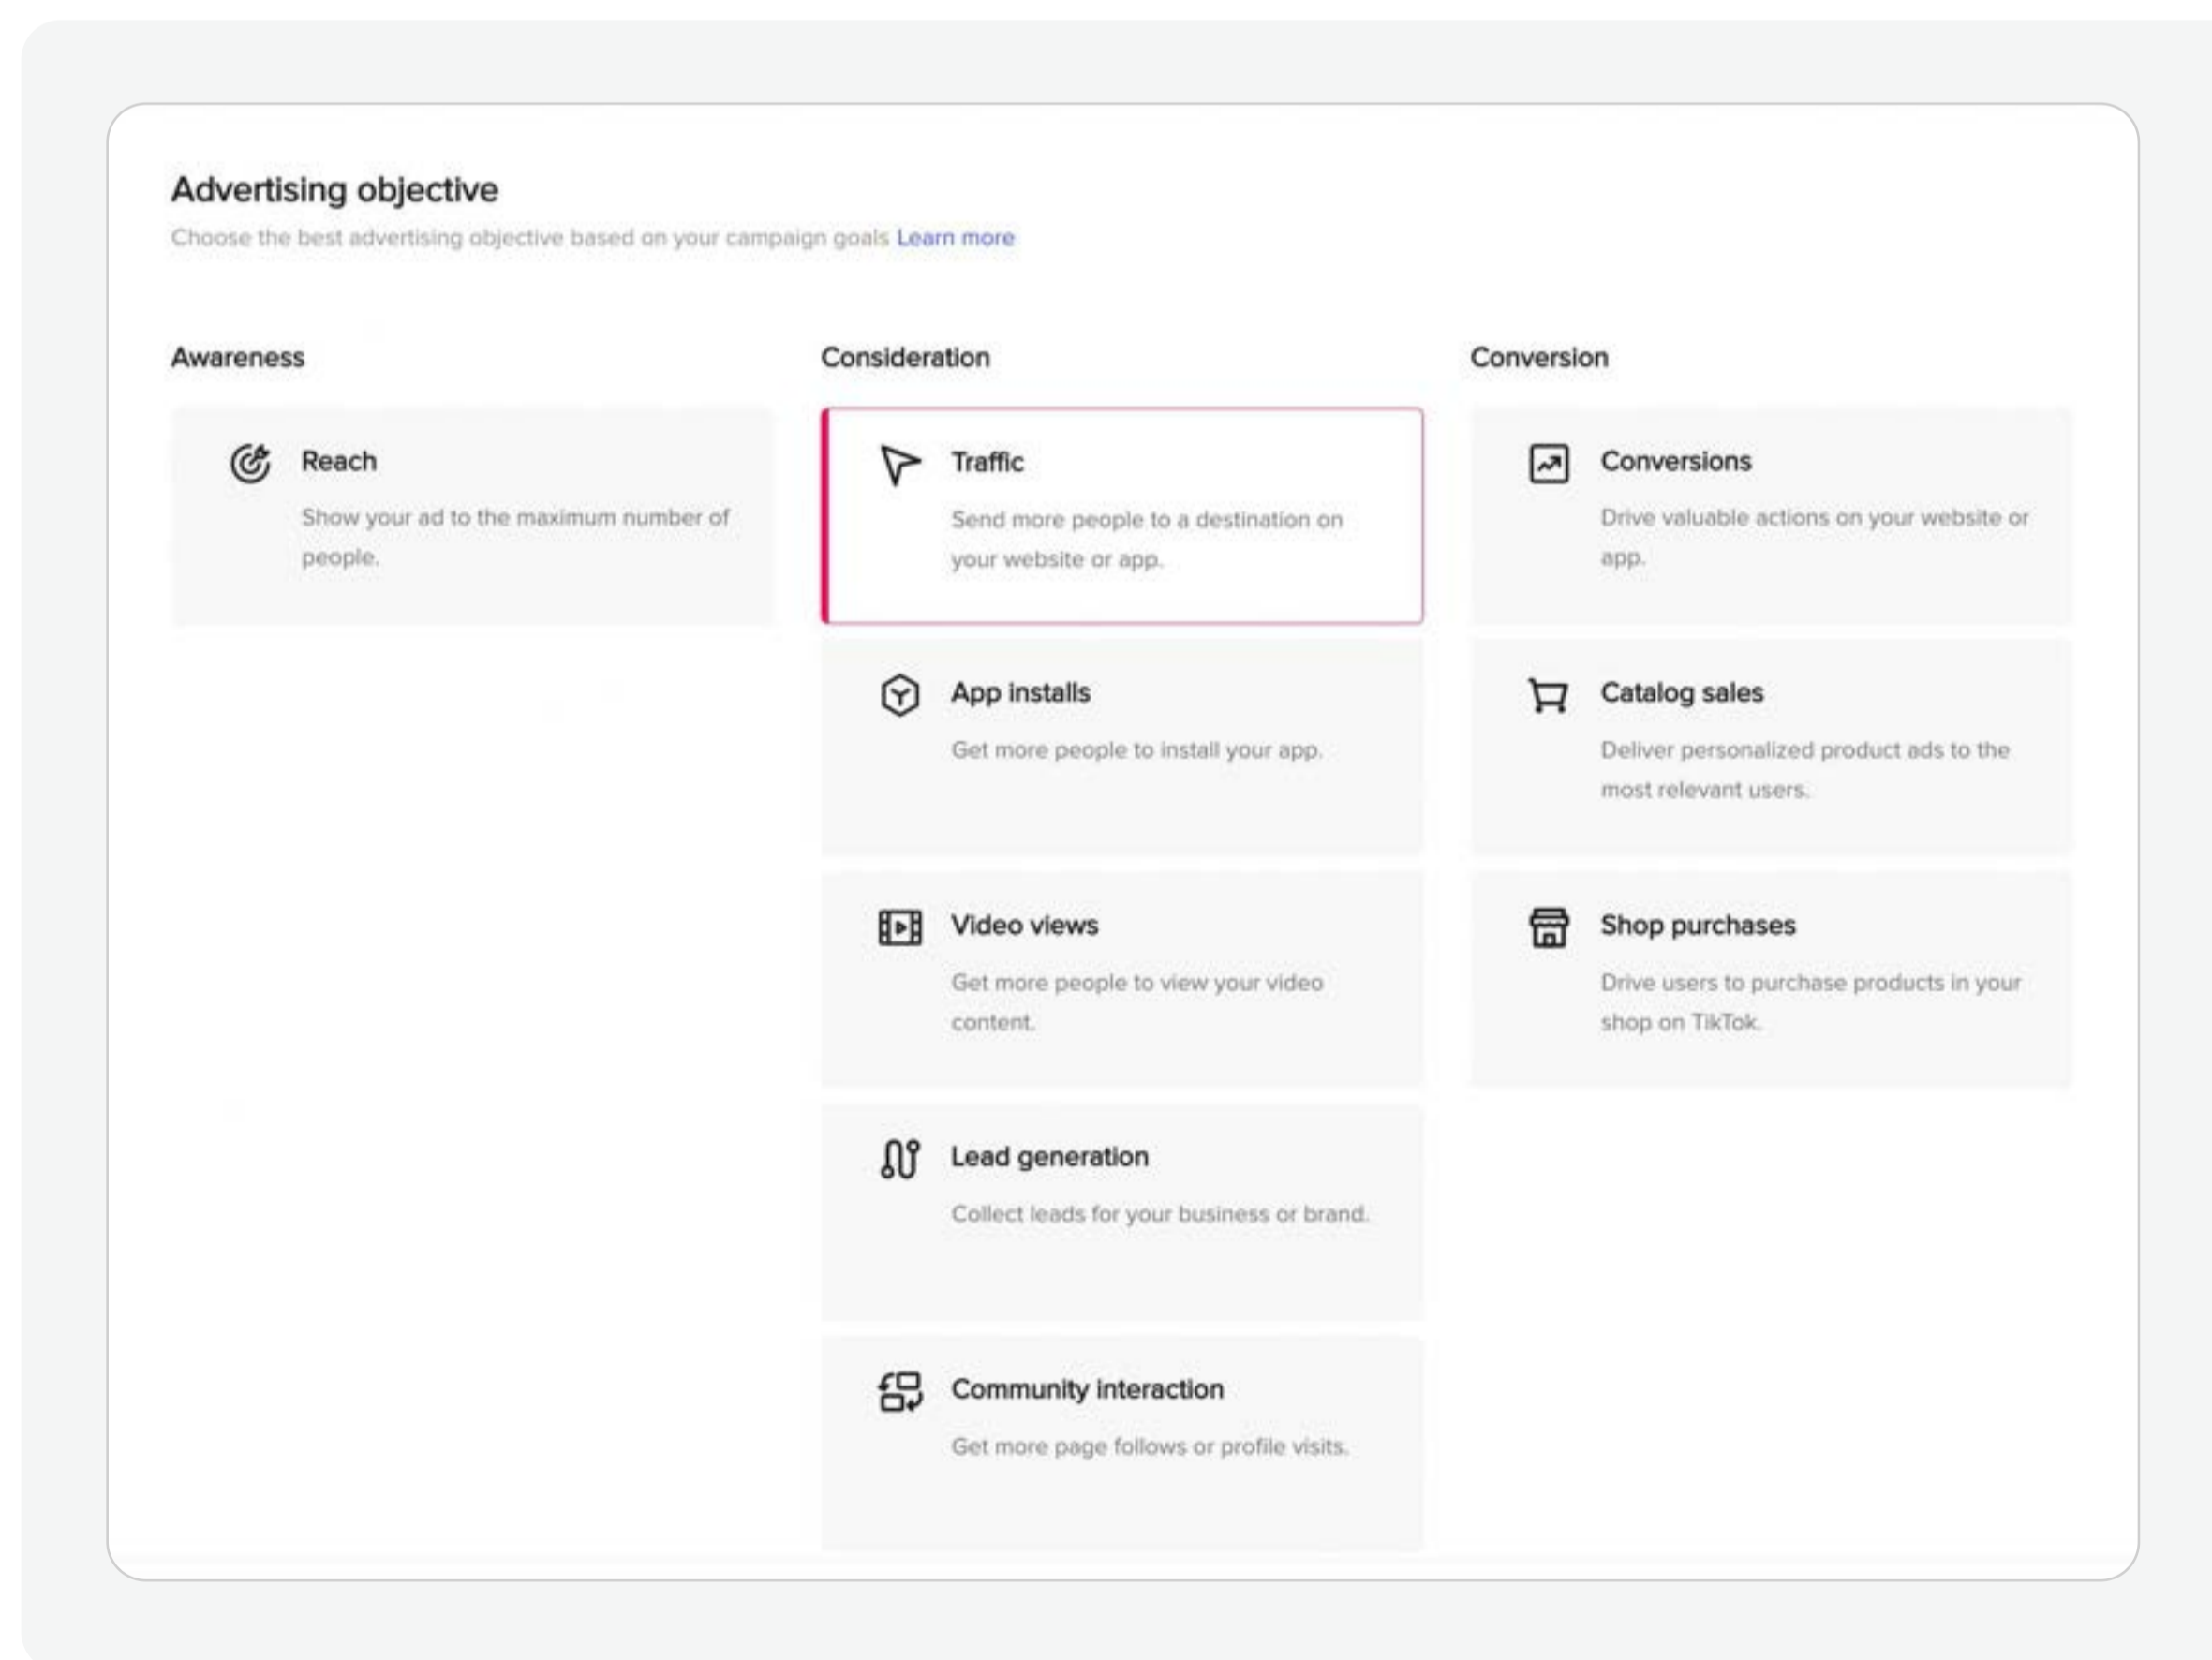 Advertising objective
Choose the best advertising objective based on your campaign goals Learn more
Awareness
Reach
Show your ad to the maximum number of
people.
Consideration
Traffic
Send more people to a destination on
your website or app.
App installs
Get more people to install your app.
Video views
Get more people to view your video
content.
Lead generation
Collect leads for your business or brand.
Community interaction
Get more page follows or profile visits.
Conversion
Conversions
Drive valuable actions on your website or
app.
Catalog sales
Deliver personalized product ads to the
most relevant users.
Shop purchases
Drive users to purchase products in your
shop on TikTok.